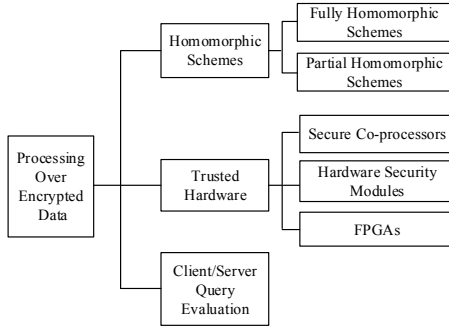 Fully Homomorphic
Schemes
Homomorphic
Schemes
Partial Homomorphic
Schemes
Secure Co-processors
Processing
Over
Encrypted
Data
Trusted
Hardware
Hardware Security
Modules
FPGAs
Client/Server
Query
Evaluation